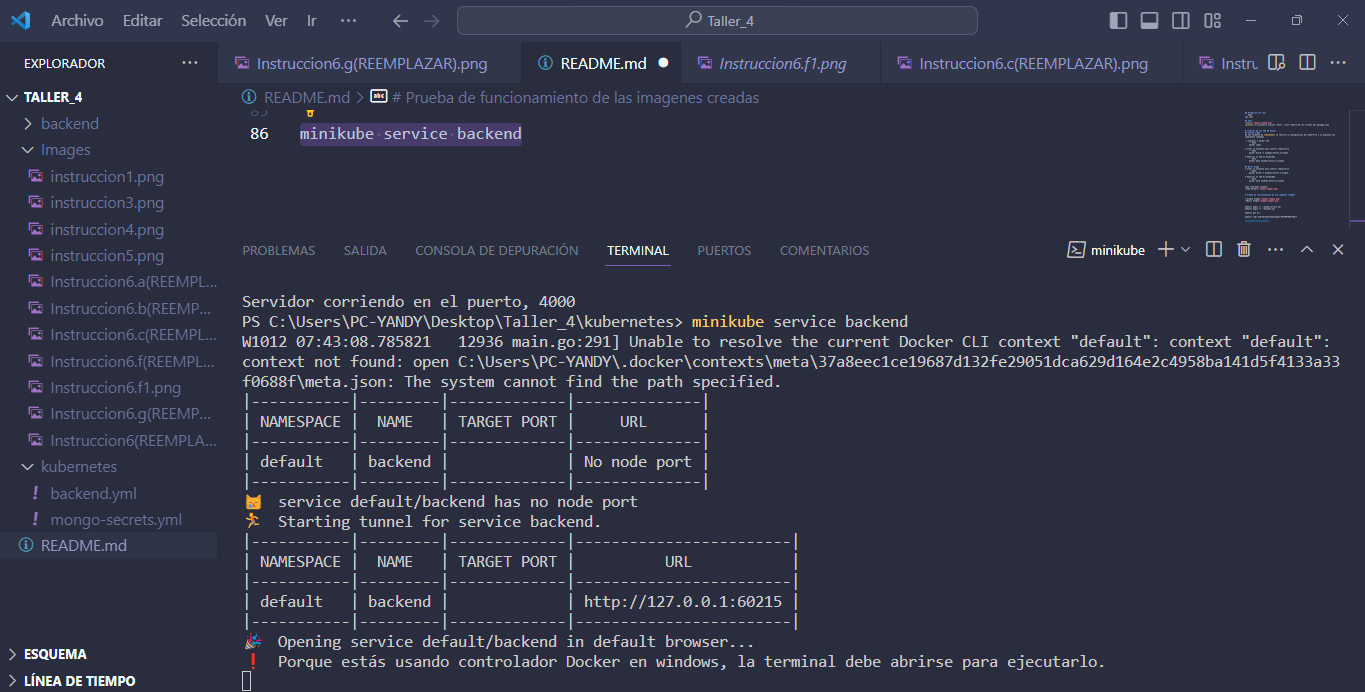 Archivo Editar Selección Ver Ir ··· Taller_4
EXPLORADOR ···
Instruccion6.g(REEMPLAZAR).png README.md Instruccion6.f1.png Instruccion6.c(REEMPLAZAR).png Instru ···
TALLER_4
backend
Images
instruccion1.png
instruccion3.png
instruccion4.png
instruccion5.png
Instruccion6.a(REEMPL...
Instruccion6.b(REEMP...
Instruccion6.c(REEMPL...
Instruccion6.f(REEMPL...
Instruccion6.f1.png
Instruccion6.g(REEMP...
Instruccion6(REEMPLA...
kubernetes
backend.yml
mongo-secrets.yml
README.md
ESQUEMA
LÍNEA DE TIEMPO
README.md > abc # Prueba de funcionamiento de las imagenes creadas
85
86 minikube service backend
PROBLEMAS SALIDA CONSOLA DE DEPURACIÓN TERMINAL PUERTOS COMENTARIOS minikube ···
Servidor corriendo en el puerto, 4000
PS C:\Users\PC-YANDY\Desktop\Taller_4\kubernetes> minikube service backend
W1012 07:43:08.785821 12936 main.go:291] Unable to resolve the current Docker CLI context "default": context "default":
context not found: open C:\Users\PC-YANDY\.docker\contexts\meta\37a8eec1ce19687d132fe29051dca629d164e2c4958ba141d5f4133a33
f0688f\meta.json: The system cannot find the path specified.
|-----------|---------|-------------|--------------|
| NAMESPACE | NAME | TARGET PORT | URL |
|-----------|---------|-------------|--------------|
| default | backend | | No node port |
|-----------|---------|-------------|--------------|
😿 service default/backend has no node port
🏃 Starting tunnel for service backend.
|-----------|---------|-------------|------------------------|
| NAMESPACE | NAME | TARGET PORT | URL |
|-----------|---------|-------------|------------------------|
| default | backend | | http://127.0.0.1:60215 |
|-----------|---------|-------------|------------------------|
🎉 Opening service default/backend in default browser...
❗ Porque estás usando controlador Docker en windows, la terminal debe abrirse para ejecutarlo.